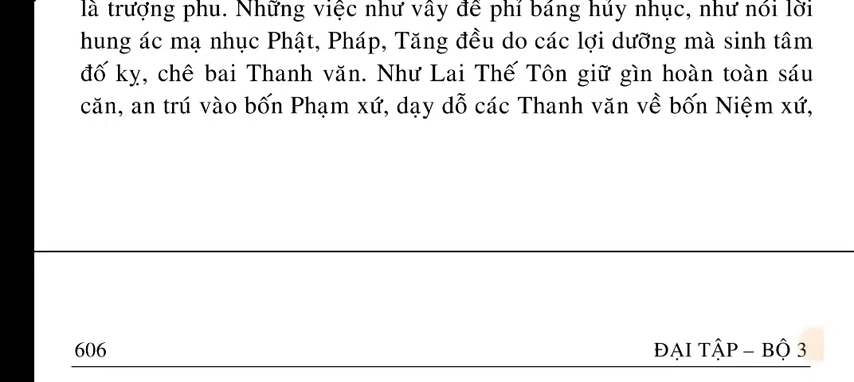 là trượng phu. Những việc như vậy để phỉ báng hủy nhục, như nói lời
hung ác mạ nhục Phật, Pháp, Tăng đều do các lợi dưỡng mà sinh tâm
đố kỵ, chê bai Thanh văn. Như Lai Thế Tôn giữ gìn hoàn toàn sáu
căn, an trú vào bốn Phạm xứ, dạy dỗ các Thanh văn về bốn Niệm xứ,
606 ĐẠI TẬP – BỘ 3